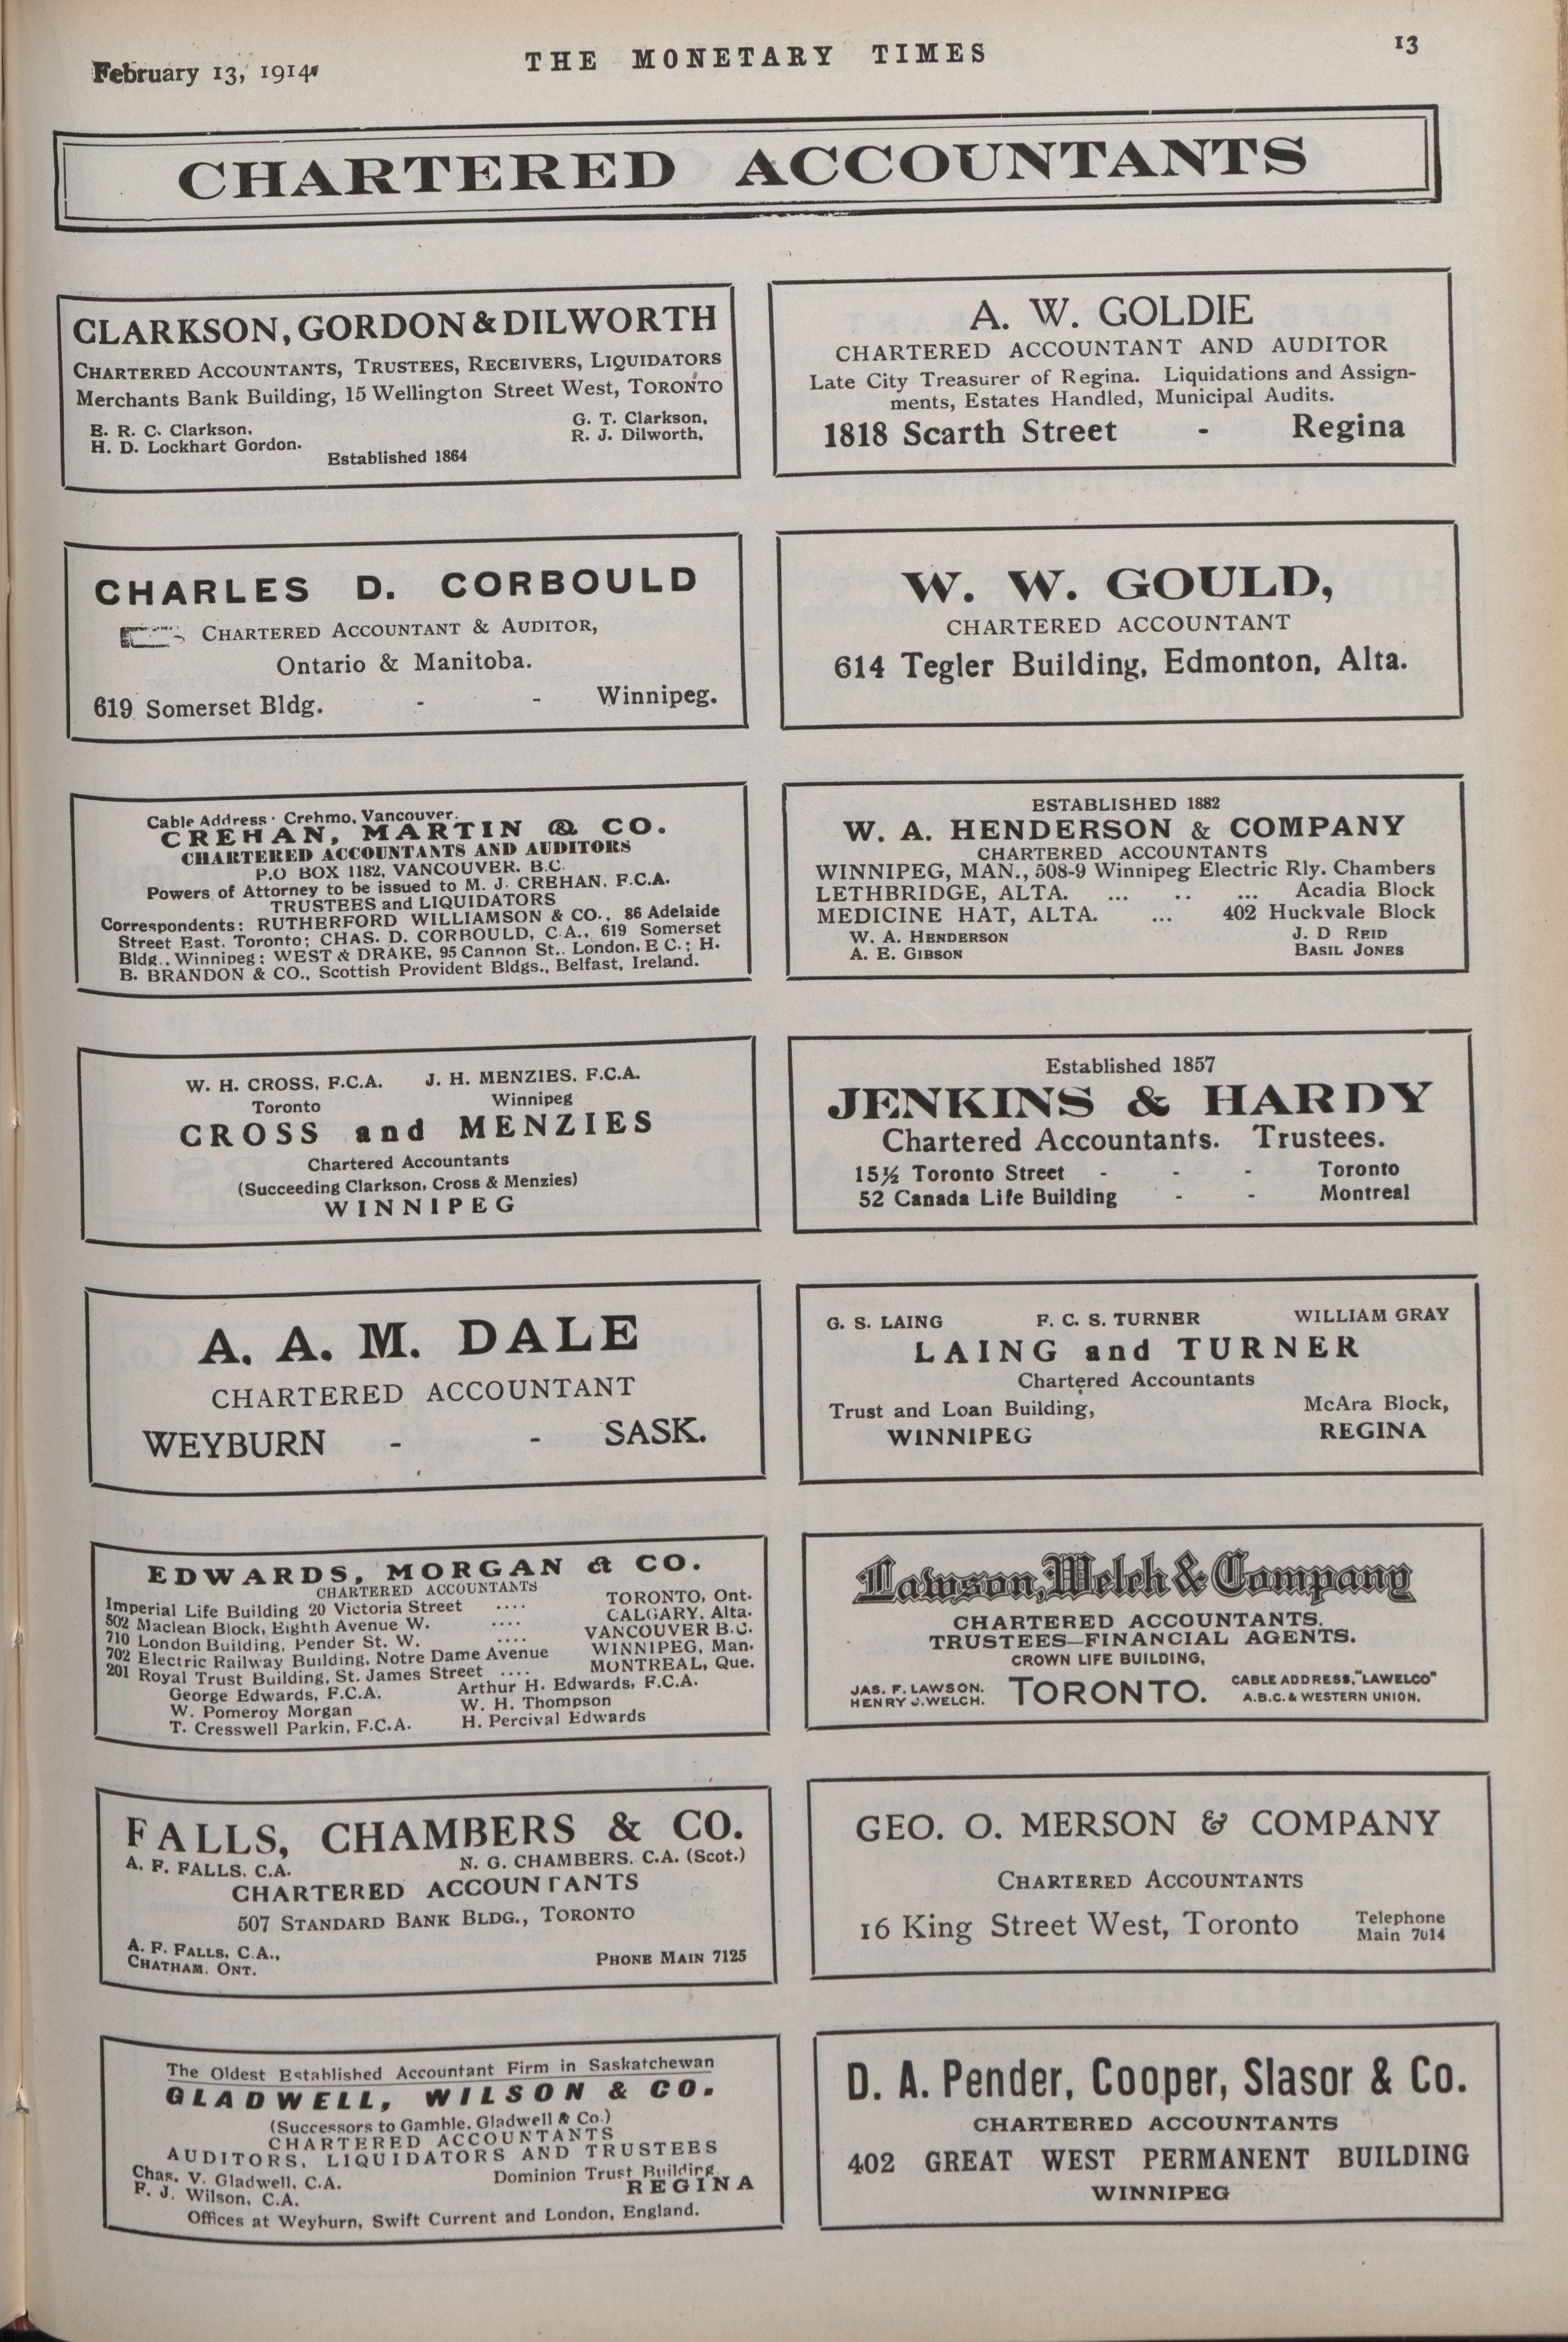 February 13, 1914
THE MONETARY TIMES
13
CHARTERED ACCOUNTANTS
CLARKSON, GORDON & DILWORTH
CHARTERED ACCOUNTANTS, TRUSTEES, RECEIVERS, LIQUIDATORS
Merchants Bank Building, 15 Wellington Street West, TORONTO
E. R. C. Clarkson. G. T. Clarkson,
H. D. Lockhart Gordon. R. J. Dilworth,
Established 1864
A. W. GOLDIE
CHARTERED ACCOUNTANT AND AUDITOR
Late City Treasurer of Regina. Liquidations and Assign-
ments, Estates Handled, Municipal Audits.
1818 Scarth Street - Regina
CHARLES D. CORBOULD
CHARTERED ACCOUNTANT & AUDITOR,
Ontario & Manitoba.
619 Somerset Bldg. - - Winnipeg.
W. W. GOULD,
CHARTERED ACCOUNTANT
614 Tegler Building, Edmonton, Alta.
Cable Address · Crehmo, Vancouver.
CREHAN, MARTIN & CO.
CHARTERED ACCOUNTANTS AND AUDITORS
P.O BOX 1182, VANCOUVER. B.C.
Powers of Attorney to be issued to M. J. CREHAN. F.C.A.
TRUSTEES and LIQUIDATORS
Correspondents: RUTHERFORD WILLIAMSON & CO., 86 Adelaide
Street East, Toronto; CHAS. D. CORBOULD, C.A., 619 Somerset
Bldg., Winnipeg; WEST & DRAKE, 95 Cannon St., London, E C.; H.
B. BRANDON & CO., Scottish Provident Bldgs., Belfast, Ireland.
ESTABLISHED 1882
W. A. HENDERSON & COMPANY
CHARTERED ACCOUNTANTS
WINNIPEG, MAN., 508-9 Winnipeg Electric Rly. Chambers
LETHBRIDGE, ALTA. ... .. ... Acadia Block
MEDICINE HAT, ALTA. ... 402 Huckvale Block
W. A. HENDERSON J. D REID
A. E. GIBSON BASIL JONES
W. H. CROSS, F.C.A. J. H. MENZIES. F.C.A.
Toronto Winnipeg
CROSS and MENZIES
Chartered Accountants
(Succeeding Clarkson, Cross & Menzies)
WINNIPEG
Established 1857
JENKINS & HARDY
Chartered Accountants. Trustees.
15½ Toronto Street - - - Toronto
52 Canada Life Building - - Montreal
A. A. M. DALE
CHARTERED ACCOUNTANT
WEYBURN - - SASK.
G. S. LAING F. C. S. TURNER WILLIAM GRAY
LAING and TURNER
Chartered Accountants
Trust and Loan Building, McAra Block,
WINNIPEG REGINA
EDWARDS, MORGAN & CO.
CHARTERED ACCOUNTANTS
Imperial Life Building 20 Victoria Street .... TORONTO, Ont.
502 Maclean Block, Eighth Avenue W. .... CALGARY, Alta.
710 London Building, Pender St. W. .... VANCOUVER B.C.
702 Electric Railway Building, Notre Dame Avenue WINNIPEG, Man.
201 Royal Trust Building, St. James Street .... MONTREAL, Que.
George Edwards, F.C.A. Arthur H. Edwards, F.C.A.
W. Pomeroy Morgan W. H. Thompson
T. Cresswell Parkin, F.C.A. H. Percival Edwards
Lawson, Welch & Company
CHARTERED ACCOUNTANTS,
TRUSTEES—FINANCIAL AGENTS.
CROWN LIFE BUILDING,
JAS. F. LAWSON. TORONTO. CABLE ADDRESS, "LAWELCO"
HENRY J. WELCH. A.B.C. & WESTERN UNION.
FALLS, CHAMBERS & CO.
A. F. FALLS, C.A. N. G. CHAMBERS. C.A. (Scot.)
CHARTERED ACCOUNTANTS
507 STANDARD BANK BLDG., TORONTO
A. F. FALLS, C.A.,
CHATHAM. ONT. PHONE MAIN 7125
GEO. O. MERSON & COMPANY
CHARTERED ACCOUNTANTS
16 King Street West, Toronto Telephone
Main 7014
The Oldest Established Accountant Firm in Saskatchewan
GLADWELL, WILSON & CO.
(Successors to Gamble, Gladwell & Co.)
CHARTERED ACCOUNTANTS
AUDITORS, LIQUIDATORS AND TRUSTEES
Chas. V. Gladwell, C.A. Dominion Trust Building
F. J. Wilson, C.A. REGINA
Offices at Weyburn, Swift Current and London, England.
D. A. Pender, Cooper, Slasor & Co.
CHARTERED ACCOUNTANTS
402 GREAT WEST PERMANENT BUILDING
WINNIPEG